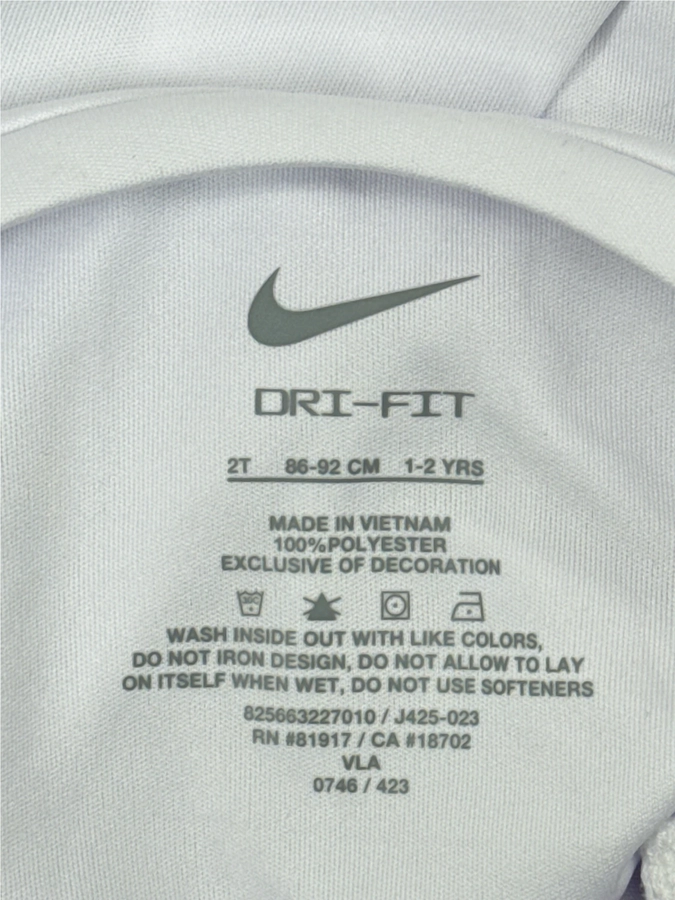 DRI-FIT
2T 86-92 CM 1-2 YRS
MADE IN VIETNAM
100%POLYESTER
EXCLUSIVE OF DECORATION
WASH INSIDE OUT WITH LIKE COLORS,
DO NOT IRON DESIGN, DO NOT ALLOW TO LAY
ON ITSELF WHEN WET, DO NOT USE SOFTENERS
825663227010 / J425-023
RN #81917 / CA #18702
VLA
0746 / 423